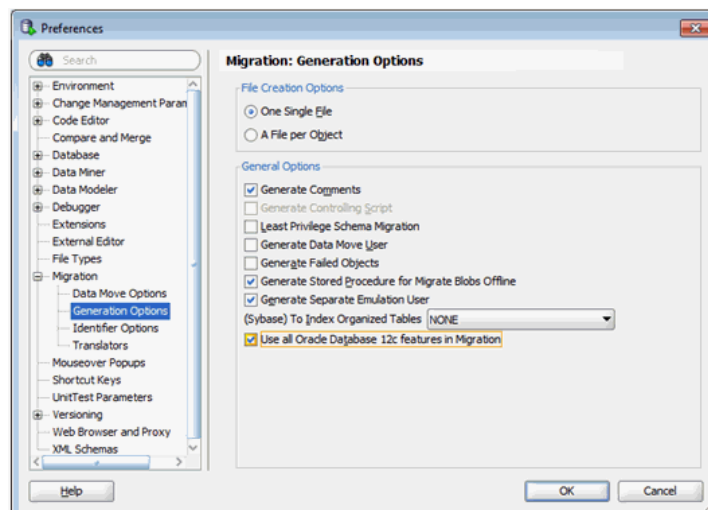 Preferences
Search
Environment
Change Management Param
Code Editor
Compare and Merge
Database
Data Miner
Data Modeler
Debugger
Extensions
External Editor
File Types
Migration
Data Move Options
Generation Options
Identifier Options
Translators
Mouseover Popups
Shortcut Keys
UnitTest Parameters
Versioning
Web Browser and Proxy
XML Schemas
Migration: Generation Options
File Creation Options
One Single File
A File per Object
General Options
Generate Comments
Generate Controlling Script
Least Privilege Schema Migration
Generate Data Move User
Generate Failed Objects
Generate Stored Procedure for Migrate Blobs Offline
Generate Separate Emulation User
(Sybase) To Index Organized Tables NONE
Use all Oracle Database 12c features in Migration
Help OK Cancel